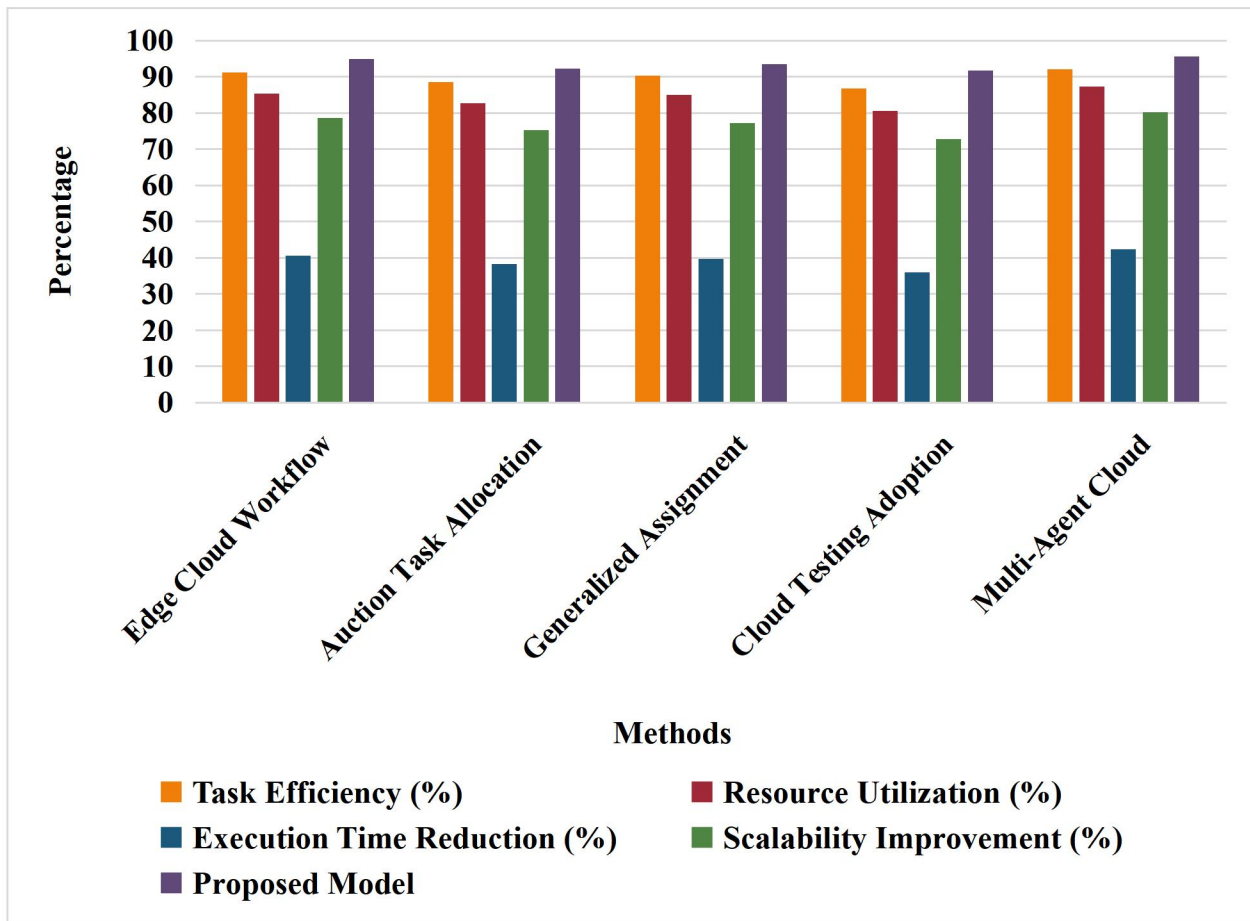 100
90
80
70
60
50
40
30
20
10
0
Percentage
Edge Cloud Workflow
Auction Task Allocation
Generalized Assignment
Cloud Testing Adoption
Multi-Agent Cloud
Methods
Task Efficiency (%)
Resource Utilization (%)
Execution Time Reduction (%)
Scalability Improvement (%)
Proposed Model